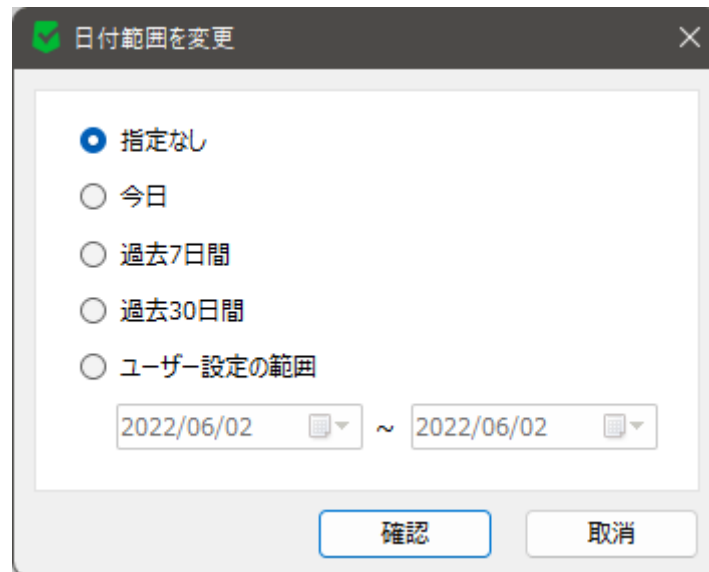 日付範囲を変更
指定なし
今日
過去7日間
過去30日間
ユーザー設定の範囲
2022/06/02 ~ 2022/06/02
確認 取消